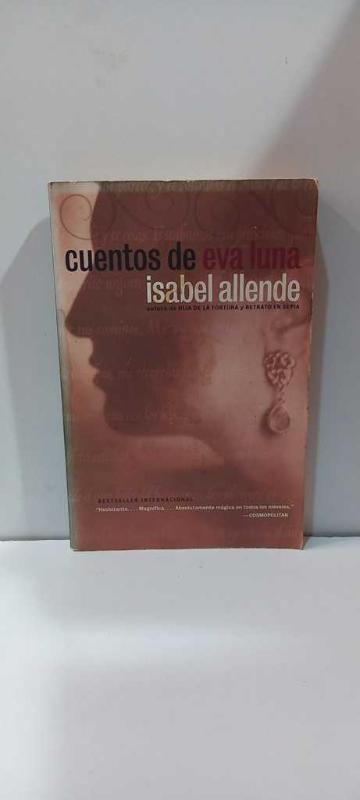 cuentos de eva luna
isabel allende
autora de HIJA DE LA FORTUNA y RETRATO EN SEPIA
BESTSELLER INTERNACIONAL
"Hechizante. . . . Magnífica. . . . Absolutamente mágica en todos los niveles."
—COSMOPOLITAN